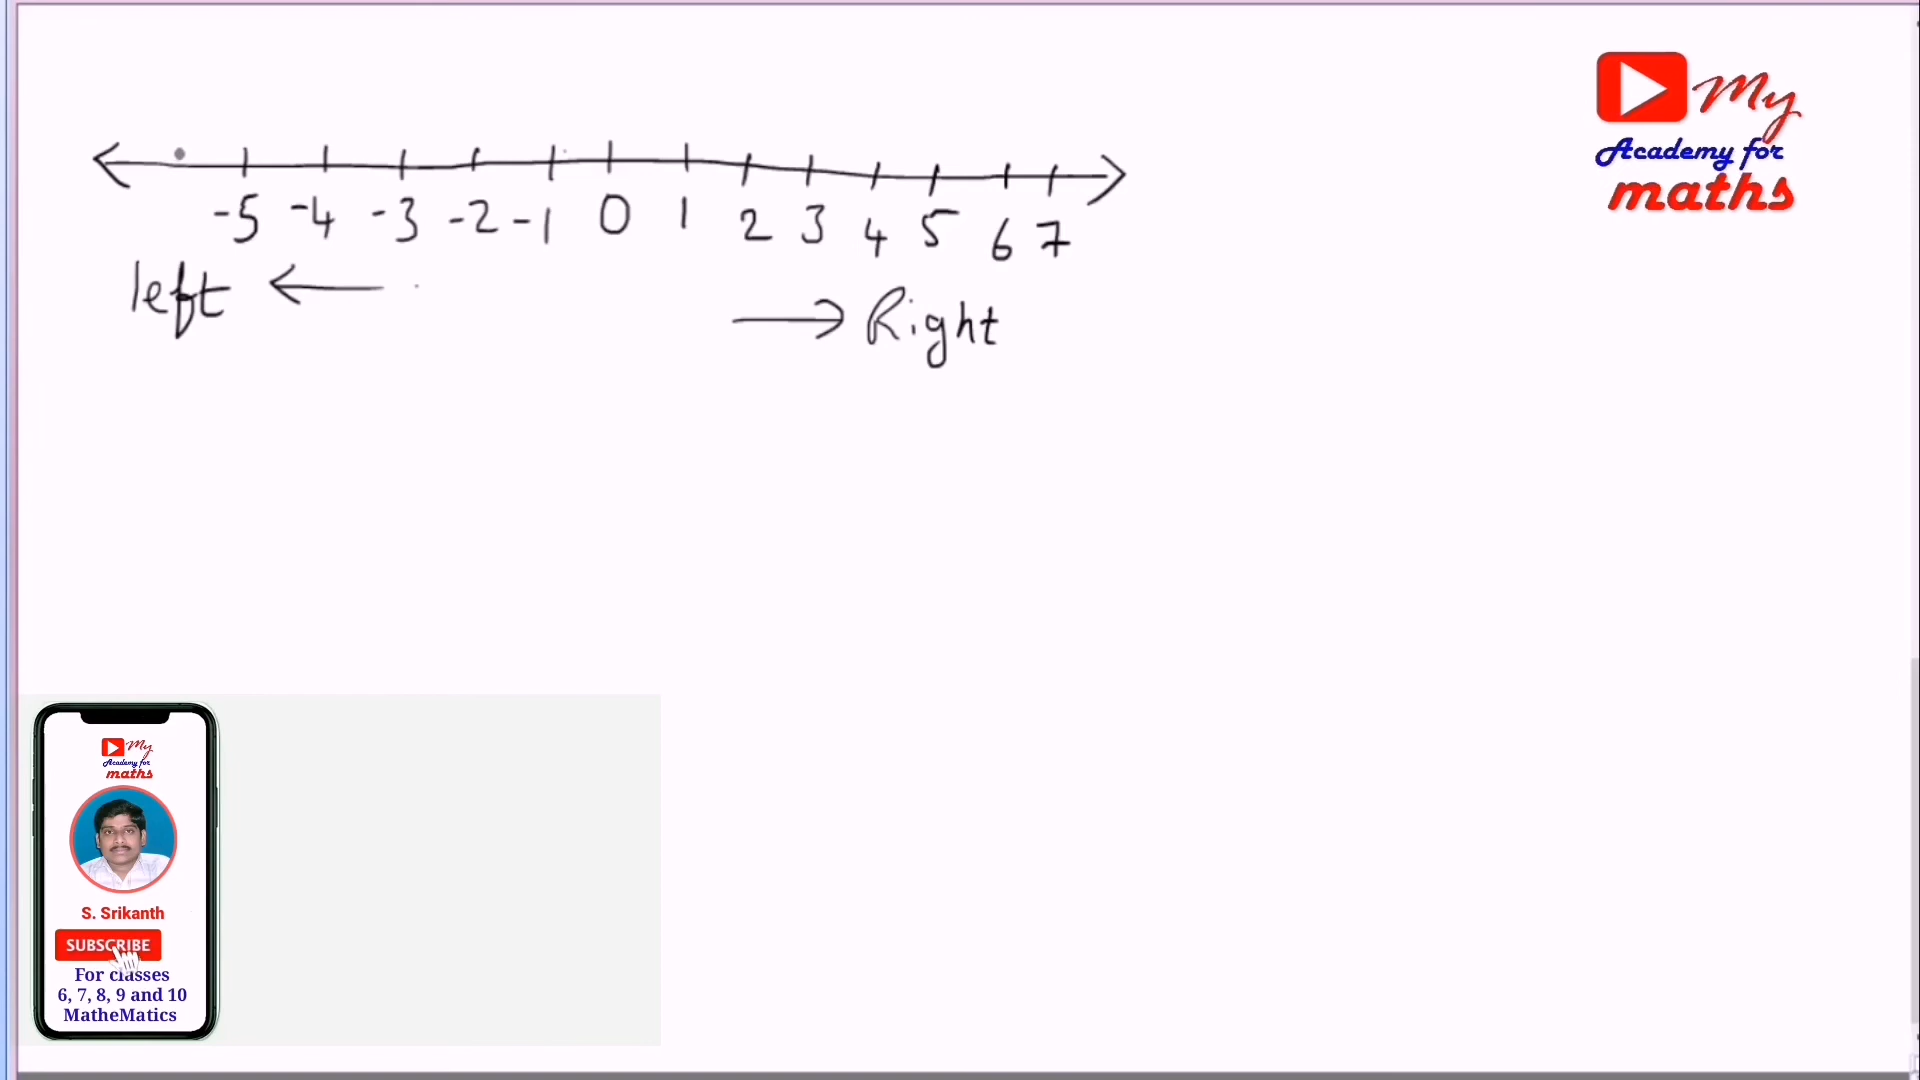 -5 -4 -3 -2 -1 0 1 2 3 4 5 6 7
left
Right
My
Academy for
maths
My
Academy for
maths
S. Srikanth
SUBSCRIBE
For classes
6, 7, 8, 9 and 10
MatheMatics